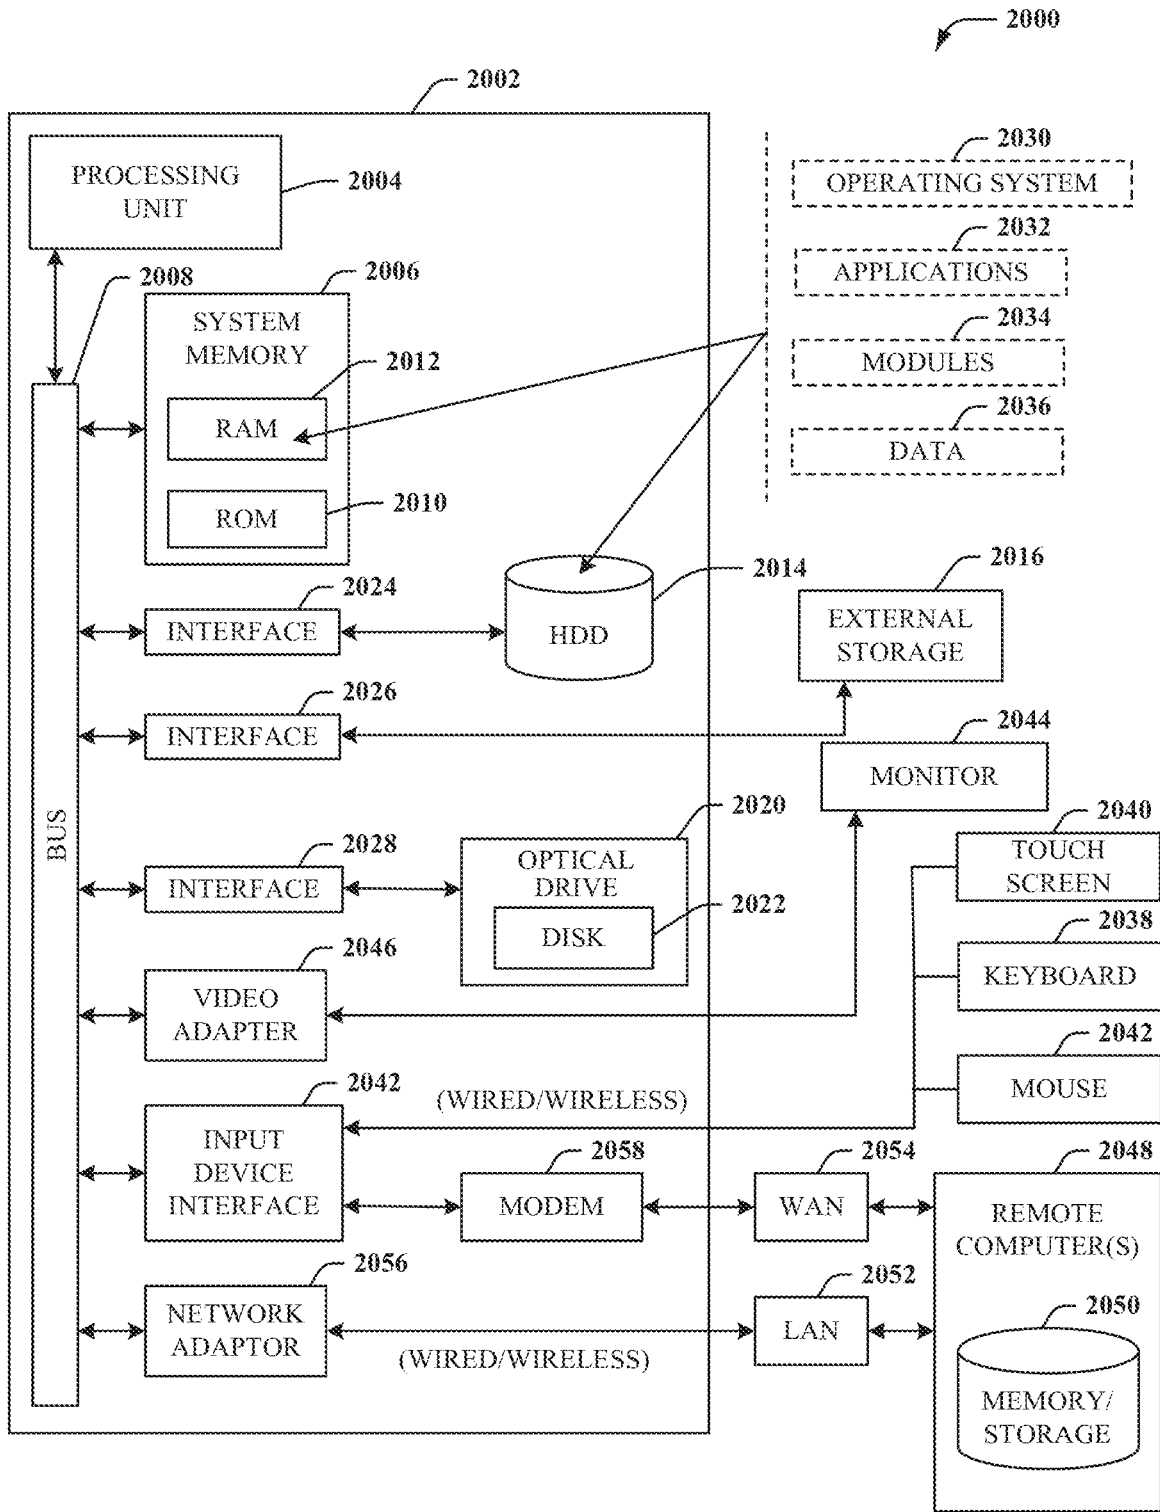 2000
2002
PROCESSING
UNIT
2004
2030
OPERATING SYSTEM
2032
APPLICATIONS
2034
MODULES
2036
DATA
2008
2006
SYSTEM
MEMORY
2012
RAM
2010
ROM
2024
INTERFACE
2014
HDD
2016
EXTERNAL
STORAGE
2026
INTERFACE
2044
MONITOR
BUS
2028
INTERFACE
2020
OPTICAL
DRIVE
2022
DISK
2040
TOUCH
SCREEN
2038
KEYBOARD
2042
MOUSE
2046
VIDEO
ADAPTER
2042
INPUT
DEVICE
INTERFACE
(WIRED/WIRELESS)
2058
MODEM
2054
WAN
2048
REMOTE
COMPUTER(S)
2056
NETWORK
ADAPTOR
(WIRED/WIRELESS)
2052
LAN
2050
MEMORY/
STORAGE